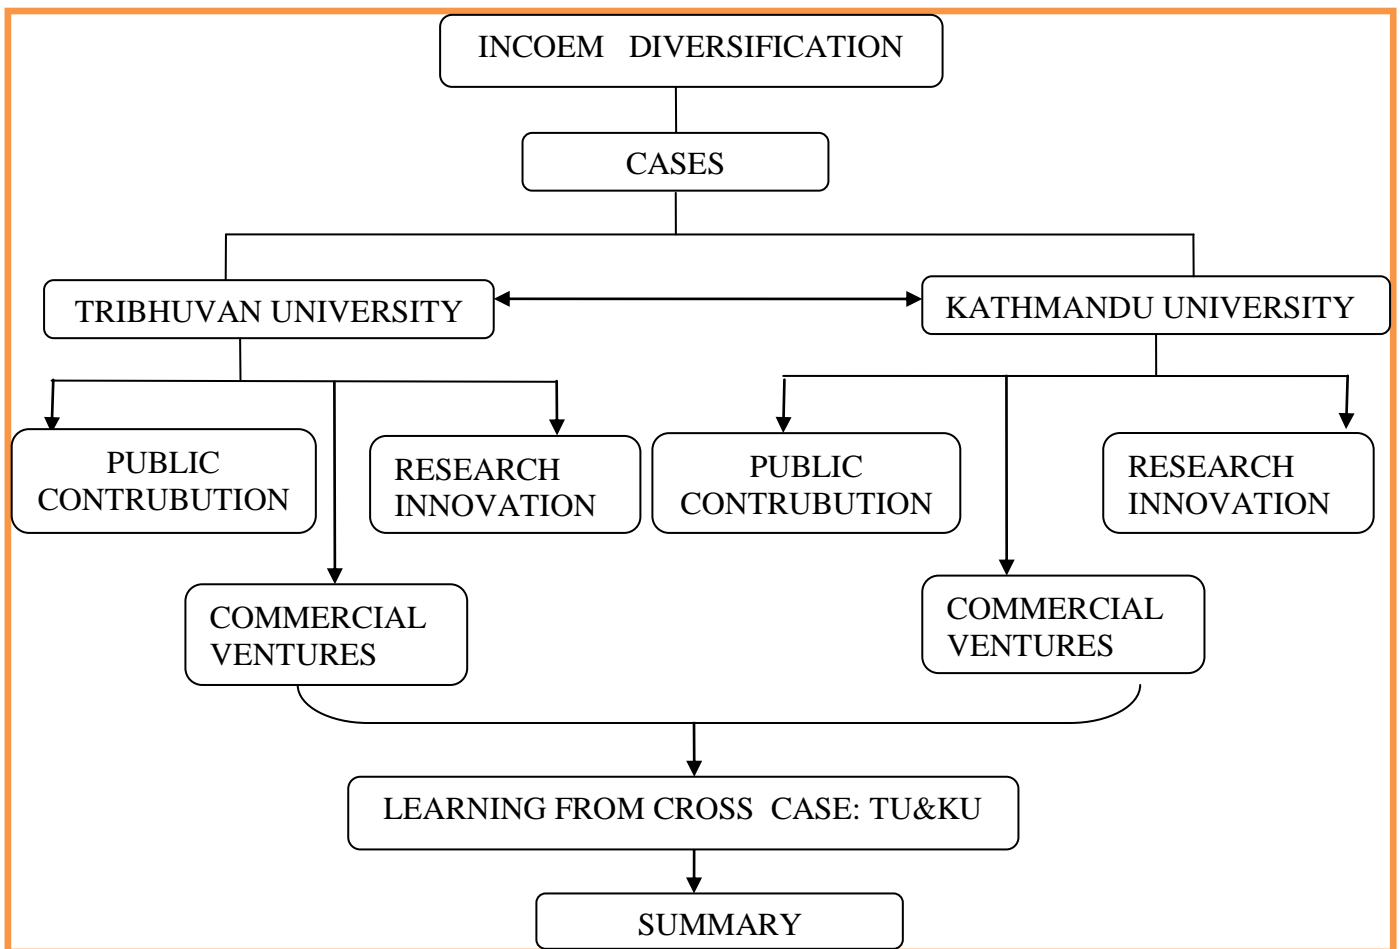 INCOEM DIVERSIFICATION
CASES
TRIBHUVAN UNIVERSITY
KATHMANDU UNIVERSITY
PUBLIC
CONTRUBUTION
RESEARCH
INNOVATION
PUBLIC
CONTRUBUTION
RESEARCH
INNOVATION
COMMERCIAL
VENTURES
COMMERCIAL
VENTURES
LEARNING FROM CROSS CASE: TU&KU
SUMMARY